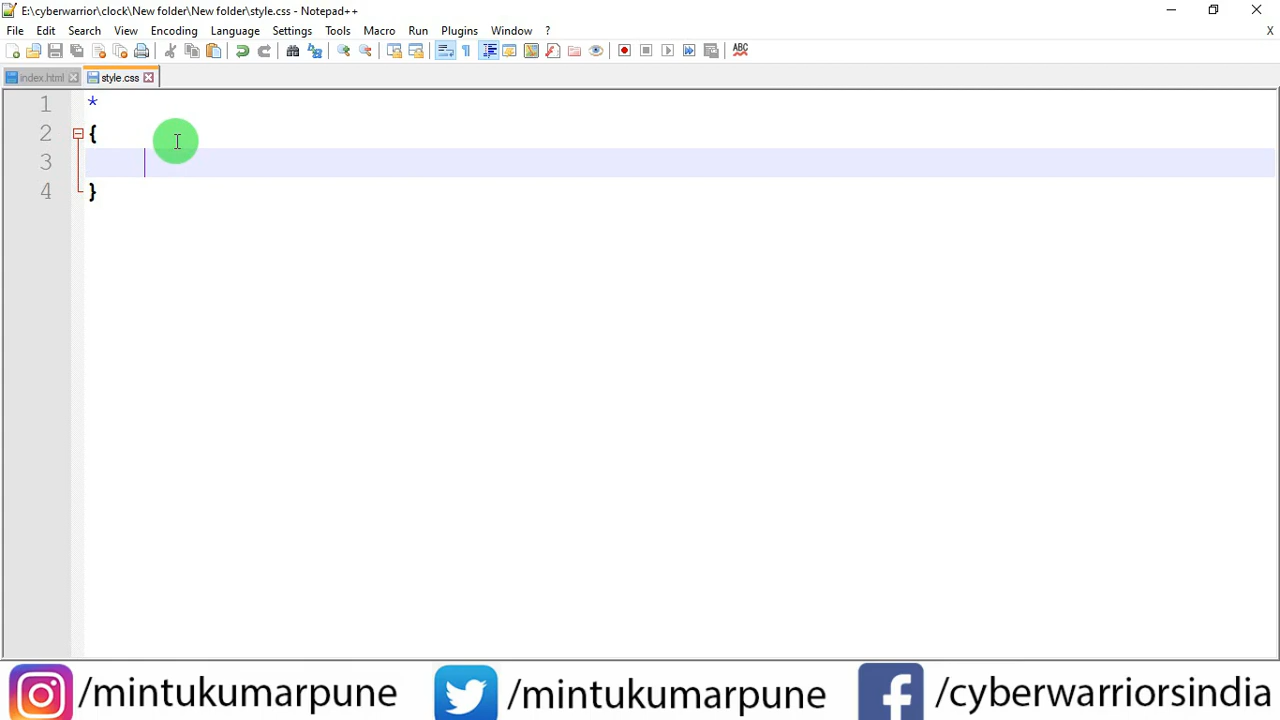 E:\cyberwarrior\clock\New folder\New folder\style.css - Notepad++
File Edit Search View Encoding Language Settings Tools Macro Run Plugins Window ? X
ABC
index.html style.css
1 *
2 {
3
4 }
/mintukumarpune /mintukumarpune /cyberwarriorsindia